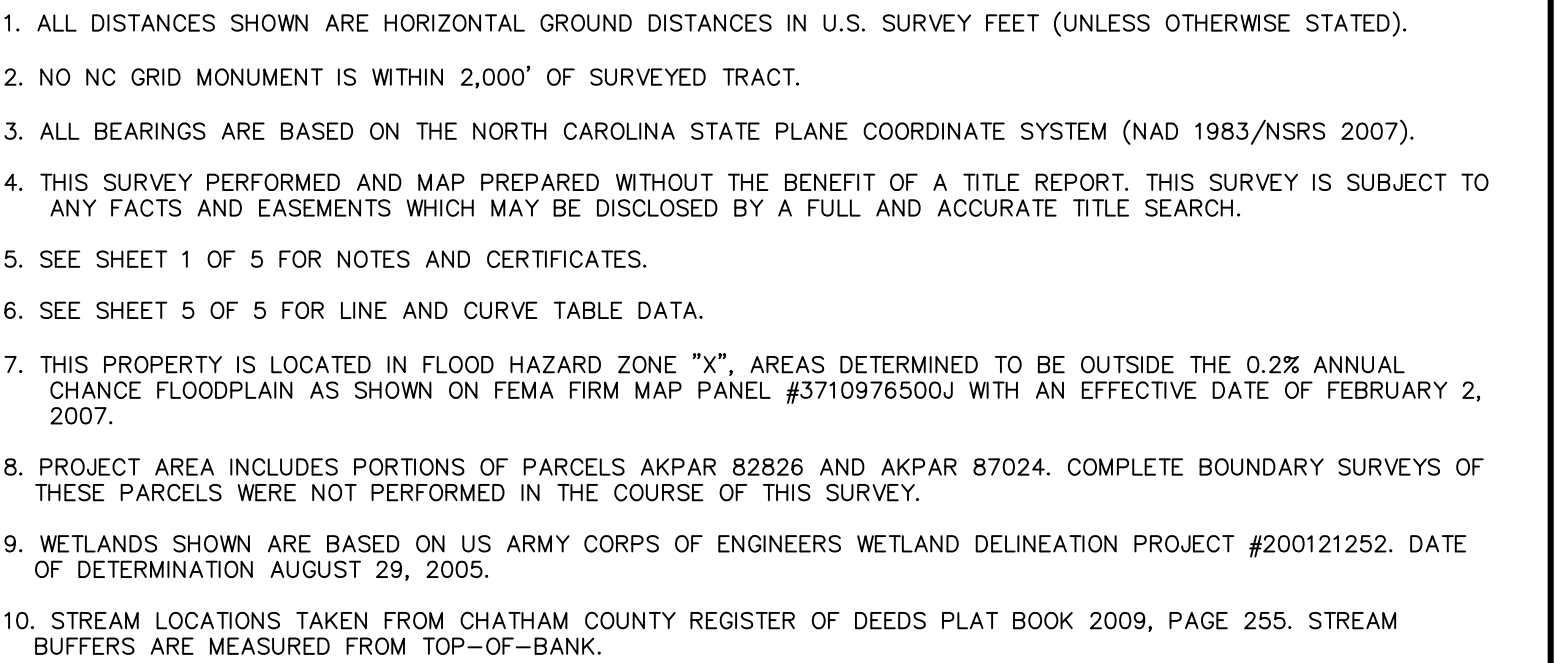 1. ALL DISTANCES SHOWN ARE HORIZONTAL GROUND DISTANCES IN U.S. SURVEY FEET (UNLESS OTHERWISE STATED).
2. NO NC GRID MONUMENT IS WITHIN 2,000' OF SURVEYED TRACT.
3. ALL BEARINGS ARE BASED ON THE NORTH CAROLINA STATE PLANE COORDINATE SYSTEM (NAD 1983/NSRS 2007).
4. THIS SURVEY PERFORMED AND MAP PREPARED WITHOUT THE BENEFIT OF A TITLE REPORT. THIS SURVEY IS SUBJECT TO
ANY FACTS AND EASEMENTS WHICH MAY BE DISCLOSED BY A FULL AND ACCURATE TITLE SEARCH.
5. SEE SHEET 1 OF 5 FOR NOTES AND CERTIFICATES.
6. SEE SHEET 5 OF 5 FOR LINE AND CURVE TABLE DATA.
7. THIS PROPERTY IS LOCATED IN FLOOD HAZARD ZONE "X", AREAS DETERMINED TO BE OUTSIDE THE 0.2% ANNUAL
CHANCE FLOODPLAIN AS SHOWN ON FEMA FIRM MAP PANEL #3710976500J WITH AN EFFECTIVE DATE OF FEBRUARY 2,
2007.
8. PROJECT AREA INCLUDES PORTIONS OF PARCELS AKPAR 82826 AND AKPAR 87024. COMPLETE BOUNDARY SURVEYS OF
THESE PARCELS WERE NOT PERFORMED IN THE COURSE OF THIS SURVEY.
9. WETLANDS SHOWN ARE BASED ON US ARMY CORPS OF ENGINEERS WETLAND DELINEATION PROJECT #200121252. DATE
OF DETERMINATION AUGUST 29, 2005.
10. STREAM LOCATIONS TAKEN FROM CHATHAM COUNTY REGISTER OF DEEDS PLAT BOOK 2009, PAGE 255. STREAM
BUFFERS ARE MEASURED FROM TOP-OF-BANK.